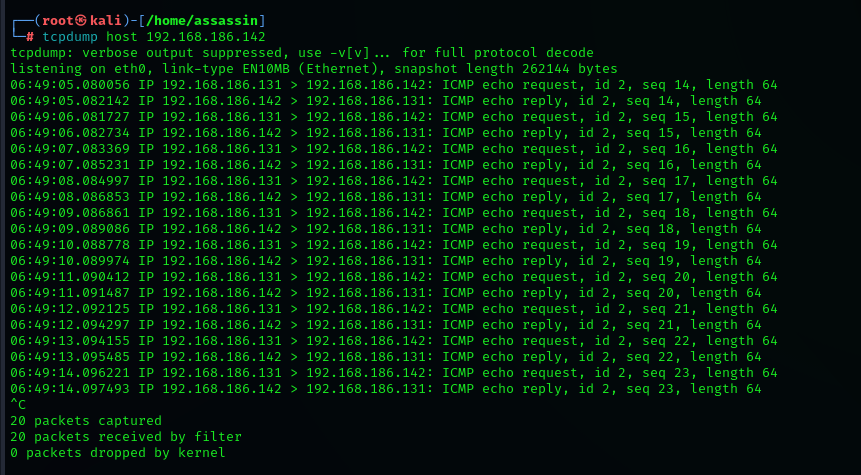 ┌──(root㉿kali)-[/home/assassin]
└─# tcpdump host 192.168.186.142
tcpdump: verbose output suppressed, use -v[v]... for full protocol decode
listening on eth0, link-type EN10MB (Ethernet), snapshot length 262144 bytes
06:49:05.080056 IP 192.168.186.131 > 192.168.186.142: ICMP echo request, id 2, seq 14, length 64
06:49:05.082142 IP 192.168.186.142 > 192.168.186.131: ICMP echo reply, id 2, seq 14, length 64
06:49:06.081727 IP 192.168.186.131 > 192.168.186.142: ICMP echo request, id 2, seq 15, length 64
06:49:06.082734 IP 192.168.186.142 > 192.168.186.131: ICMP echo reply, id 2, seq 15, length 64
06:49:07.083369 IP 192.168.186.131 > 192.168.186.142: ICMP echo request, id 2, seq 16, length 64
06:49:07.085231 IP 192.168.186.142 > 192.168.186.131: ICMP echo reply, id 2, seq 16, length 64
06:49:08.084997 IP 192.168.186.131 > 192.168.186.142: ICMP echo request, id 2, seq 17, length 64
06:49:08.086853 IP 192.168.186.142 > 192.168.186.131: ICMP echo reply, id 2, seq 17, length 64
06:49:09.086861 IP 192.168.186.131 > 192.168.186.142: ICMP echo request, id 2, seq 18, length 64
06:49:09.089086 IP 192.168.186.142 > 192.168.186.131: ICMP echo reply, id 2, seq 18, length 64
06:49:10.088778 IP 192.168.186.131 > 192.168.186.142: ICMP echo request, id 2, seq 19, length 64
06:49:10.089974 IP 192.168.186.142 > 192.168.186.131: ICMP echo reply, id 2, seq 19, length 64
06:49:11.090412 IP 192.168.186.131 > 192.168.186.142: ICMP echo request, id 2, seq 20, length 64
06:49:11.091487 IP 192.168.186.142 > 192.168.186.131: ICMP echo reply, id 2, seq 20, length 64
06:49:12.092125 IP 192.168.186.131 > 192.168.186.142: ICMP echo request, id 2, seq 21, length 64
06:49:12.094297 IP 192.168.186.142 > 192.168.186.131: ICMP echo reply, id 2, seq 21, length 64
06:49:13.094155 IP 192.168.186.131 > 192.168.186.142: ICMP echo request, id 2, seq 22, length 64
06:49:13.095485 IP 192.168.186.142 > 192.168.186.131: ICMP echo reply, id 2, seq 22, length 64
06:49:14.096221 IP 192.168.186.131 > 192.168.186.142: ICMP echo request, id 2, seq 23, length 64
06:49:14.097493 IP 192.168.186.142 > 192.168.186.131: ICMP echo reply, id 2, seq 23, length 64
^C
20 packets captured
20 packets received by filter
0 packets dropped by kernel